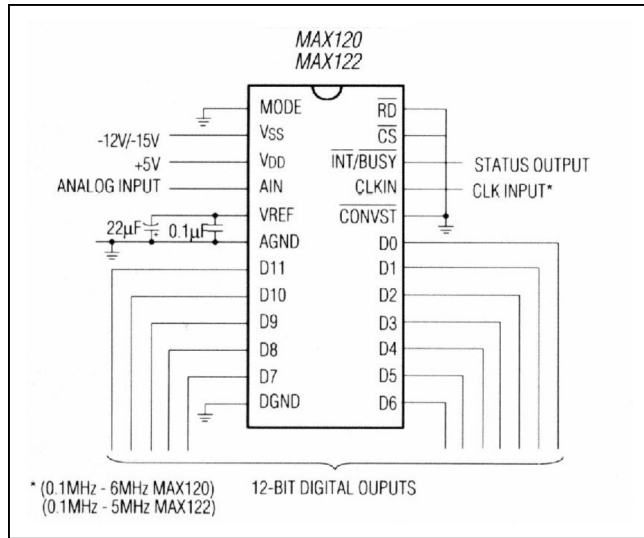 MAX120
MAX122
MODE
VSS
VDD
AIN
VREF
AGND
D11
D10
D9
D8
D7
DGND
RD
CS
INT/BUSY
CLKIN
CONVST
D0
D1
D2
D3
D4
D5
D6
-12V/-15V
+5V
ANALOG INPUT
22µF
0.1µF
+
STATUS OUTPUT
CLK INPUT*
* (0.1MHz - 6MHz MAX120)
(0.1MHz - 5MHz MAX122)
12-BIT DIGITAL OUPUTS